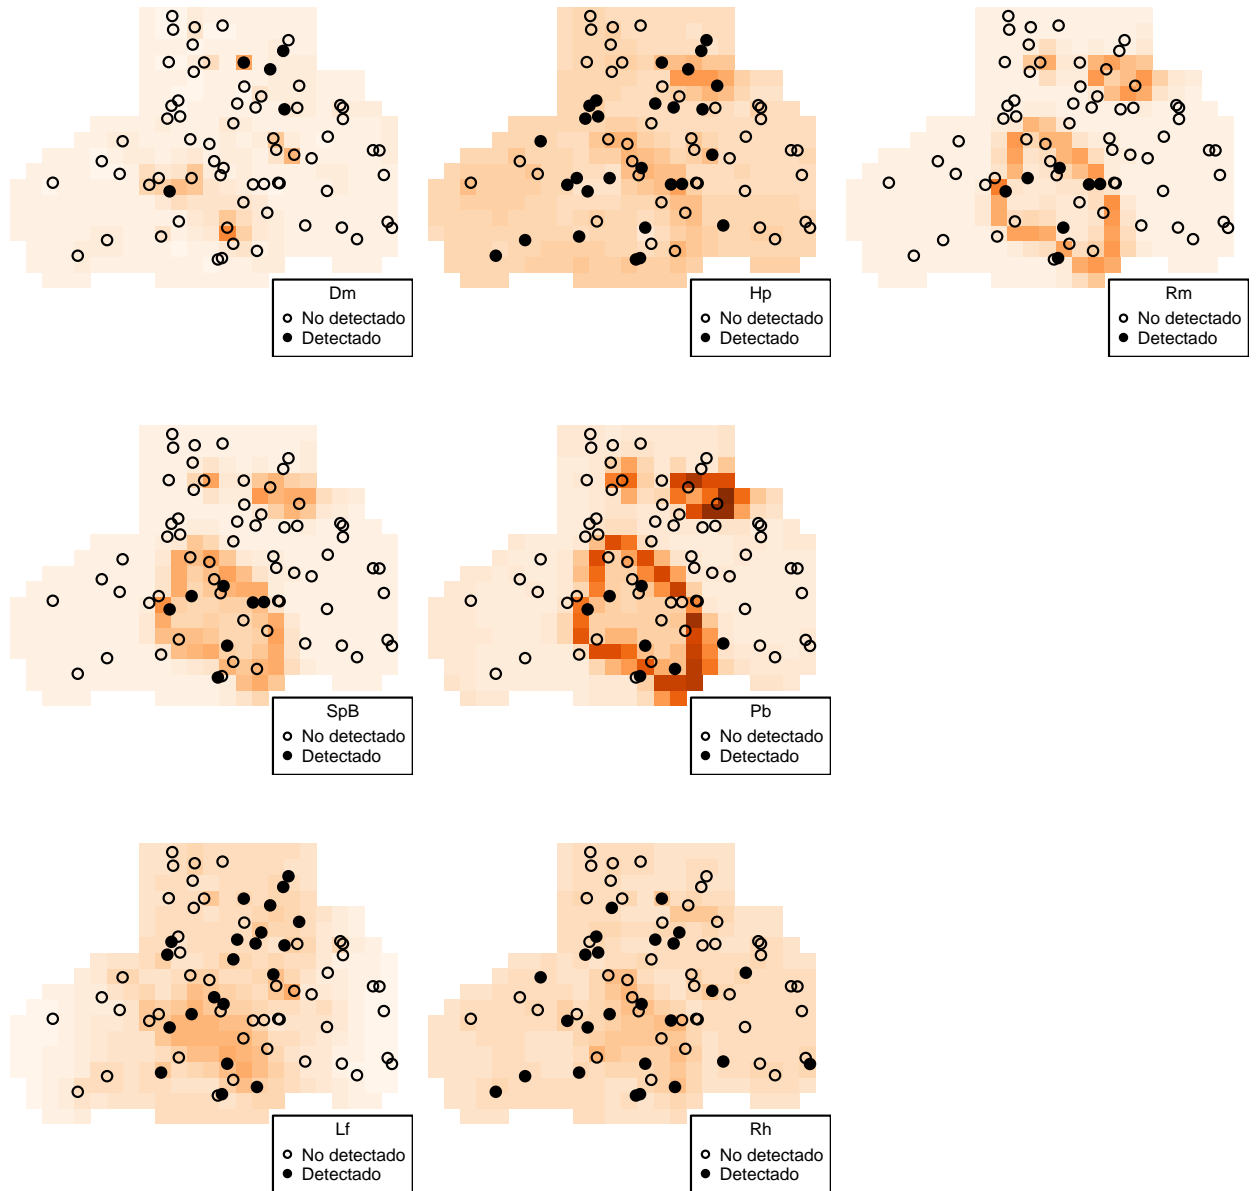 Dm
No detectado
Detectado
Hp
No detectado
Detectado
Rm
No detectado
Detectado
SpB
No detectado
Detectado
Pb
No detectado
Detectado
Lf
No detectado
Detectado
Rh
No detectado
Detectado